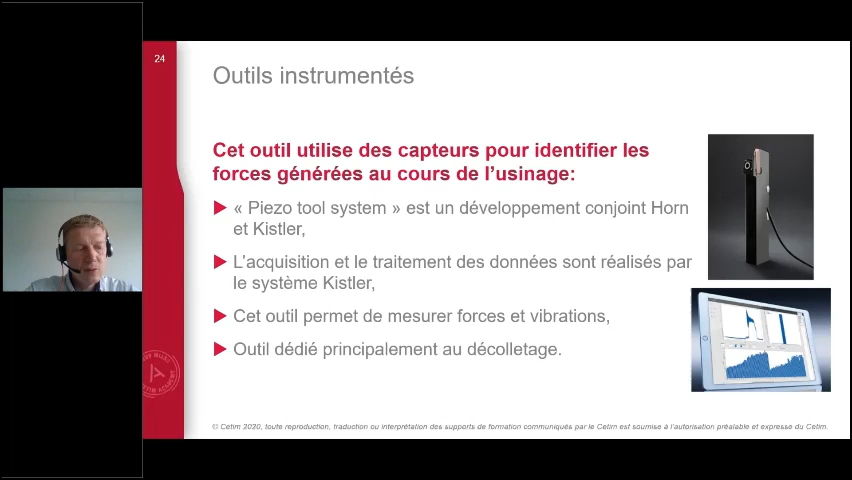 24
Outils instrumentés
Cet outil utilise des capteurs pour identifier les
forces générées au cours de l'usinage:
« Piezo tool system » est un développement conjoint Horn
et Kistler,
L'acquisition et le traitement des données sont réalisés par
le système Kistler,
Cet outil permet de mesurer forces et vibrations,
Outil dédié principalement au décolletage.
© Cetim 2020, toute reproduction, traduction ou interprétation des supports de formation communiqués par le Cetim est soumise à l'autorisation préalable et expresse du Cetim.